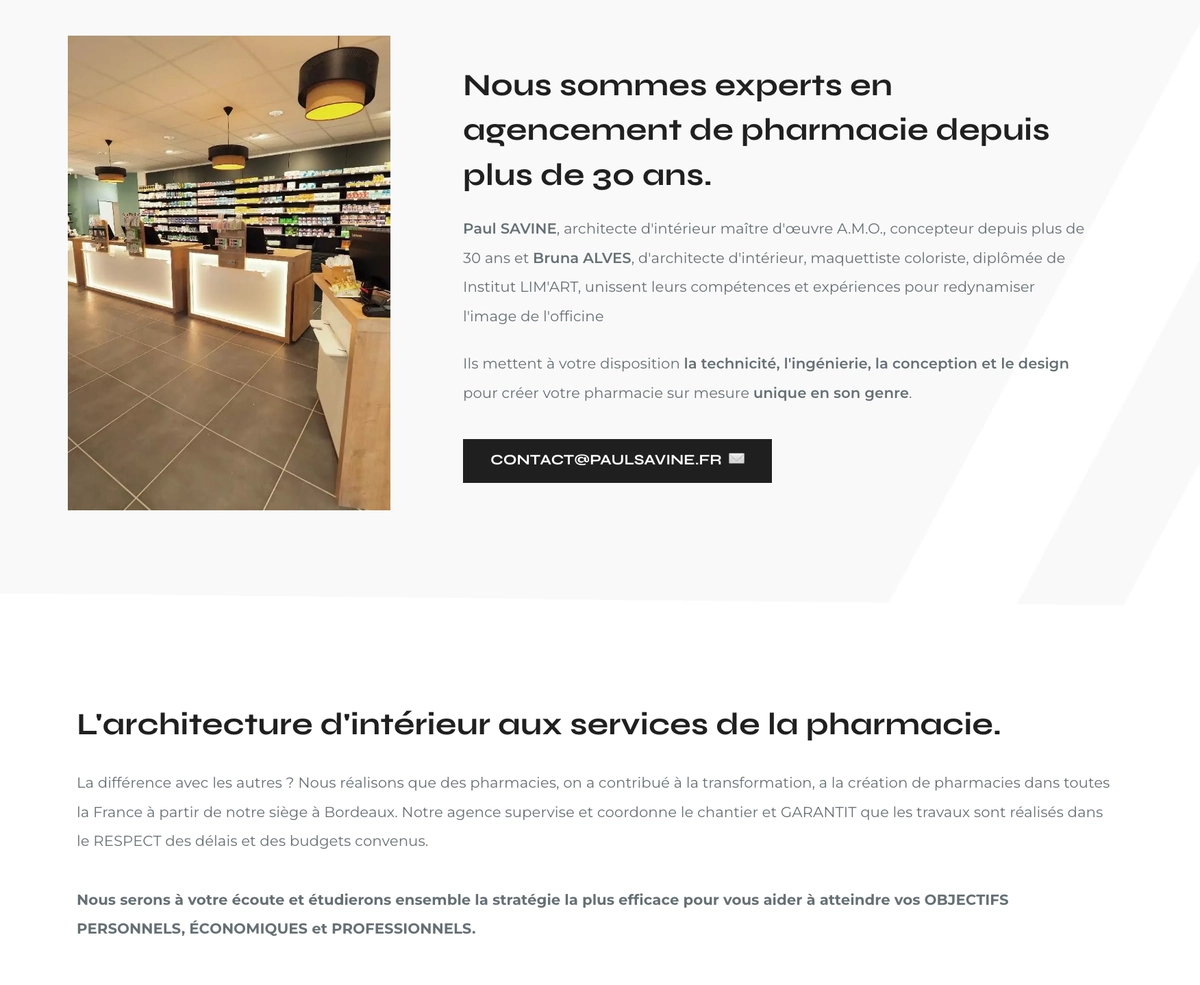 Nous sommes experts en
agencement de pharmacie depuis
plus de 30 ans.
Paul SAVINE, architecte d'intérieur maître d'œuvre A.M.O., concepteur depuis plus de
30 ans et Bruna ALVES, d'architecte d'intérieur, maquettiste coloriste, diplômée de
Institut LIM'ART, unissent leurs compétences et expériences pour redynamiser
l'image de l'officine
Ils mettent à votre disposition la technicité, l'ingénierie, la conception et le design
pour créer votre pharmacie sur mesure unique en son genre.
CONTACT@PAULSAVINE.FR
L'architecture d'intérieur aux services de la pharmacie.
La différence avec les autres ? Nous réalisons que des pharmacies, on a contribué à la transformation, a la création de pharmacies dans toutes
la France à partir de notre siège à Bordeaux. Notre agence supervise et coordonne le chantier et GARANTIT que les travaux sont réalisés dans
le RESPECT des délais et des budgets convenus.
Nous serons à votre écoute et étudierons ensemble la stratégie la plus efficace pour vous aider à atteindre vos OBJECTIFS
PERSONNELS, ÉCONOMIQUES et PROFESSIONNELS.